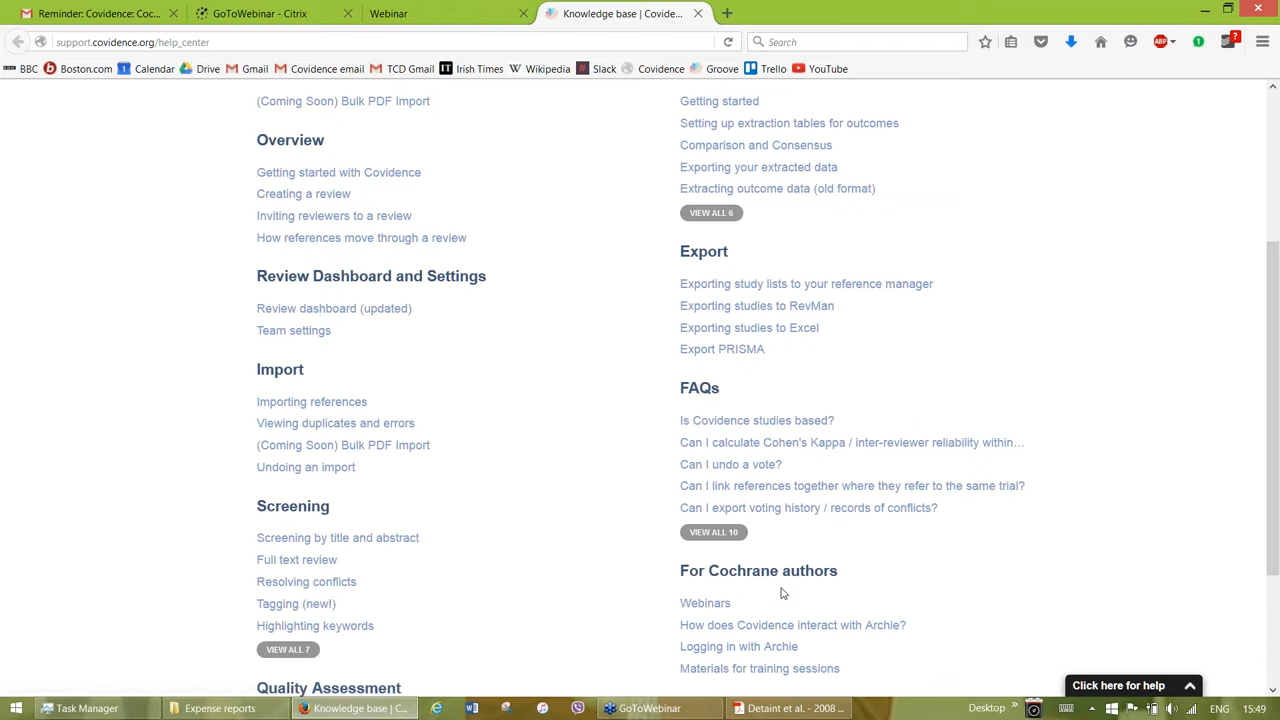 Reminder: Covidence: Coc...
GoToWebinar - Citrix
Webinar
Knowledge base | Covide...
support.covidence.org/help_center
Search
ABP
1
?
BBC
Boston.com
1 Calendar
Drive
Gmail
Covidence email
TCD Gmail
IT Irish Times
W Wikipedia
# Slack
Covidence
Groove
Trello
YouTube
(Coming Soon) Bulk PDF Import
Overview
Getting started with Covidence
Creating a review
Inviting reviewers to a review
How references move through a review
Review Dashboard and Settings
Review dashboard (updated)
Team settings
Import
Importing references
Viewing duplicates and errors
(Coming Soon) Bulk PDF Import
Undoing an import
Screening
Screening by title and abstract
Full text review
Resolving conflicts
Tagging (new!)
Highlighting keywords
VIEW ALL 7
Quality Assessment
Getting started
Setting up extraction tables for outcomes
Comparison and Consensus
Exporting your extracted data
Extracting outcome data (old format)
VIEW ALL 6
Export
Exporting study lists to your reference manager
Exporting studies to RevMan
Exporting studies to Excel
Export PRISMA
FAQs
Is Covidence studies based?
Can I calculate Cohen's Kappa / inter-reviewer reliability within...
Can I undo a vote?
Can I link references together where they refer to the same trial?
Can I export voting history / records of conflicts?
VIEW ALL 10
For Cochrane authors
Webinars
How does Covidence interact with Archie?
Logging in with Archie
Materials for training sessions
Click here for help
Task Manager
Expense reports
Knowledge base | C...
GoToWebinar
Detaint et al. - 2008 ...
Desktop
ENG
15:49